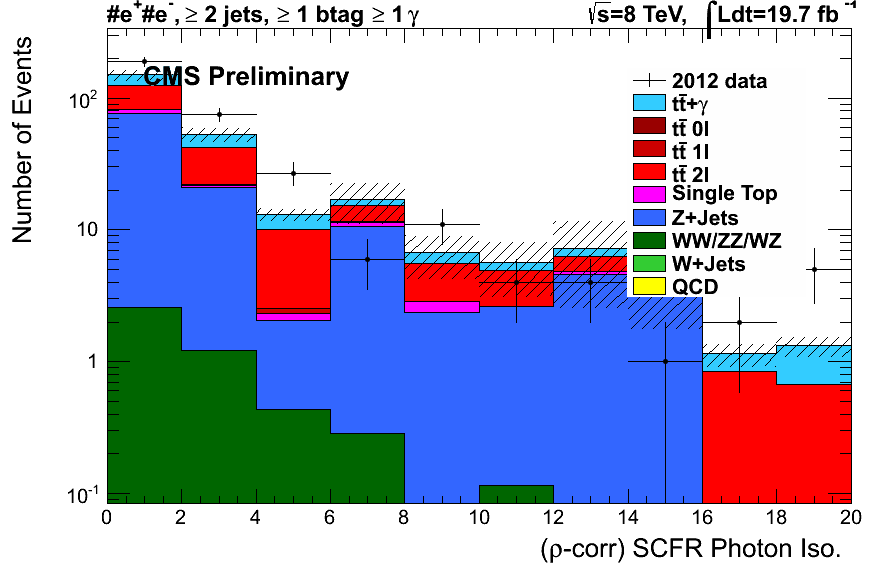 #e⁺#e⁻, ≥ 2 jets, ≥ 1 btag ≥ 1 γ
√s=8 TeV, ∫Ldt=19.7 fb⁻¹
CMS Preliminary
Number of Events
10²
10
1
10⁻¹
2012 data
tt̄+γ
tt̄ 0l
tt̄ 1l
tt̄ 2l
Single Top
Z+Jets
WW/ZZ/WZ
W+Jets
QCD
0 2 4 6 8 10 12 14 16 18 20
(ρ-corr) SCFR Photon Iso.